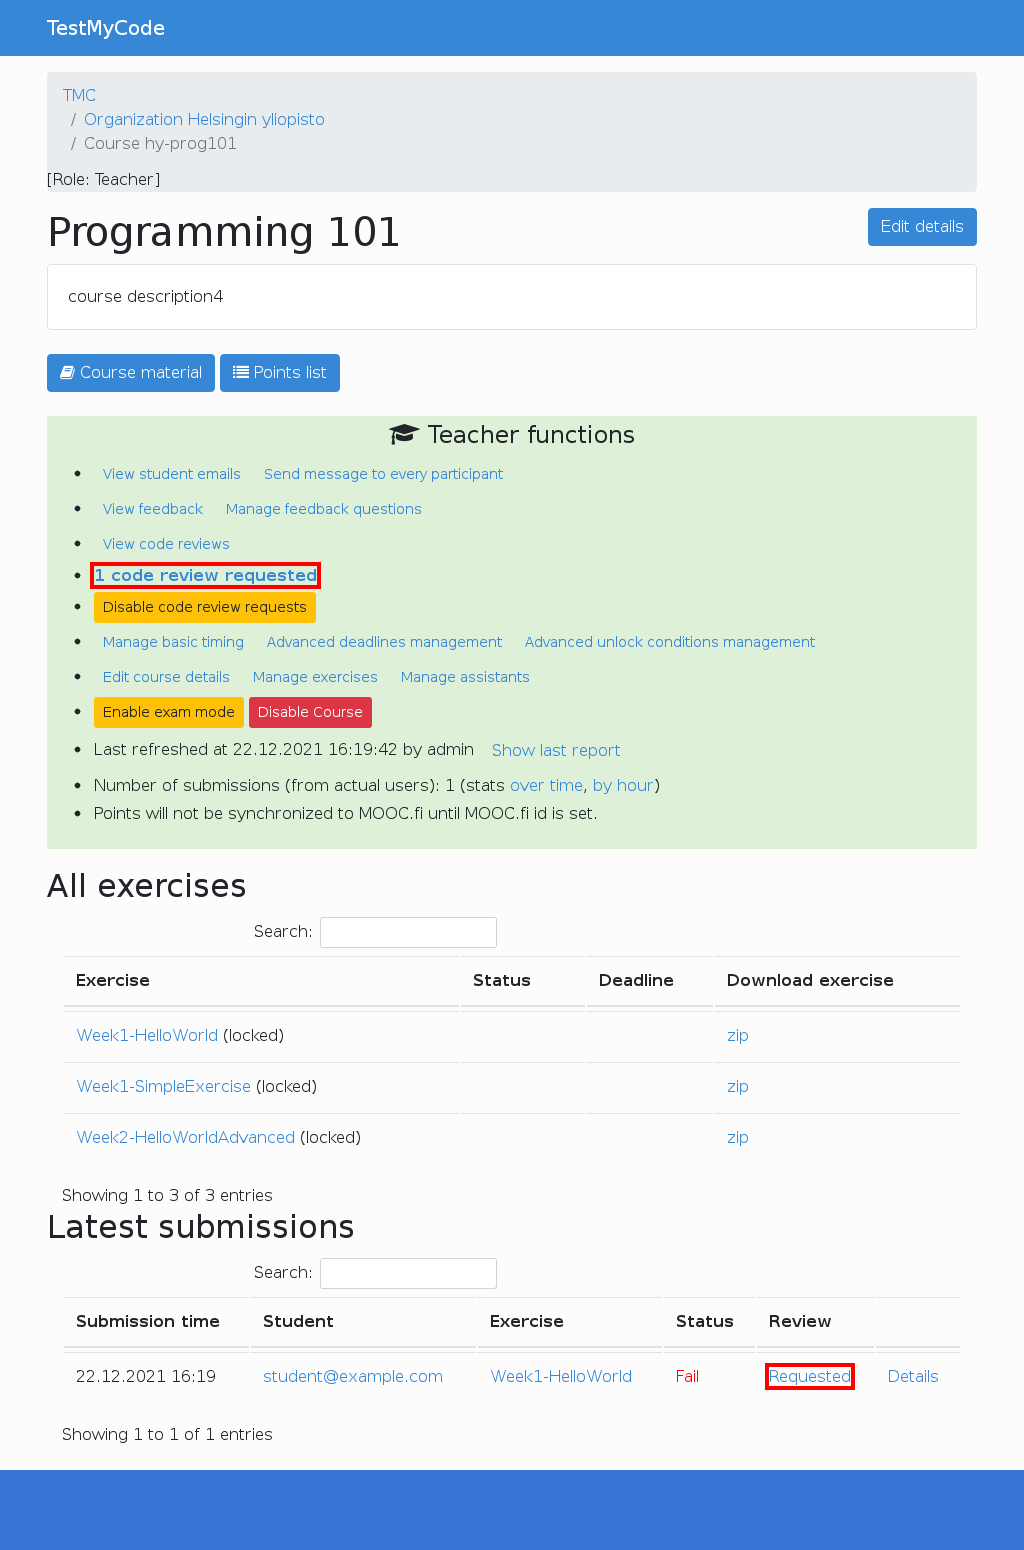 TestMyCode
TMC
/ Organization Helsingin yliopisto
/ Course hy-prog101
[Role: Teacher]
Programming 101
Edit details
course description4
Course material Points list
Teacher functions
• View student emails Send message to every participant
• View feedback Manage feedback questions
• View code reviews
• 1 code review requested
• Disable code review requests
• Manage basic timing Advanced deadlines management Advanced unlock conditions management
• Edit course details Manage exercises Manage assistants
• Enable exam mode Disable Course
• Last refreshed at 22.12.2021 16:19:42 by admin Show last report
• Number of submissions (from actual users): 1 (stats over time, by hour)
• Points will not be synchronized to MOOC.fi until MOOC.fi id is set.
All exercises
Search:
Exercise Status Deadline Download exercise
Week1-HelloWorld (locked) zip
Week1-SimpleExercise (locked) zip
Week2-HelloWorldAdvanced (locked) zip
Showing 1 to 3 of 3 entries
Latest submissions
Search:
Submission time Student Exercise Status Review
22.12.2021 16:19 student@example.com Week1-HelloWorld Fail Requested Details
Showing 1 to 1 of 1 entries